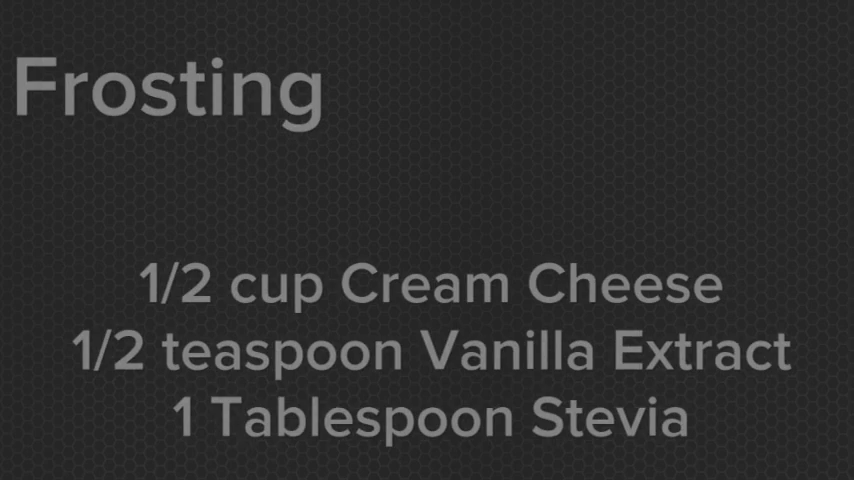 Frosting
1/2 cup Cream Cheese
1/2 teaspoon Vanilla Extract
1 Tablespoon Stevia